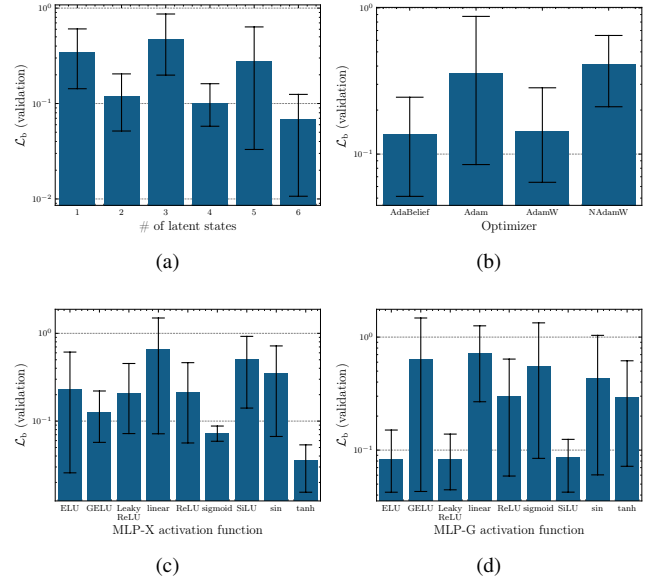 10⁰
10⁻¹
10⁻²
ℒ_b (validation)
1 2 3 4 5 6
# of latent states
(a)
10⁰
10⁻¹
ℒ_b (validation)
AdaBelief Adam AdamW NAdamW
Optimizer
(b)
10⁰
10⁻¹
ℒ_b (validation)
ELU GELU Leaky linear ReLU sigmoid SiLU sin tanh
ReLU
MLP-X activation function
(c)
10⁰
10⁻¹
ℒ_b (validation)
ELU GELU Leaky linear ReLU sigmoid SiLU sin tanh
ReLU
MLP-G activation function
(d)